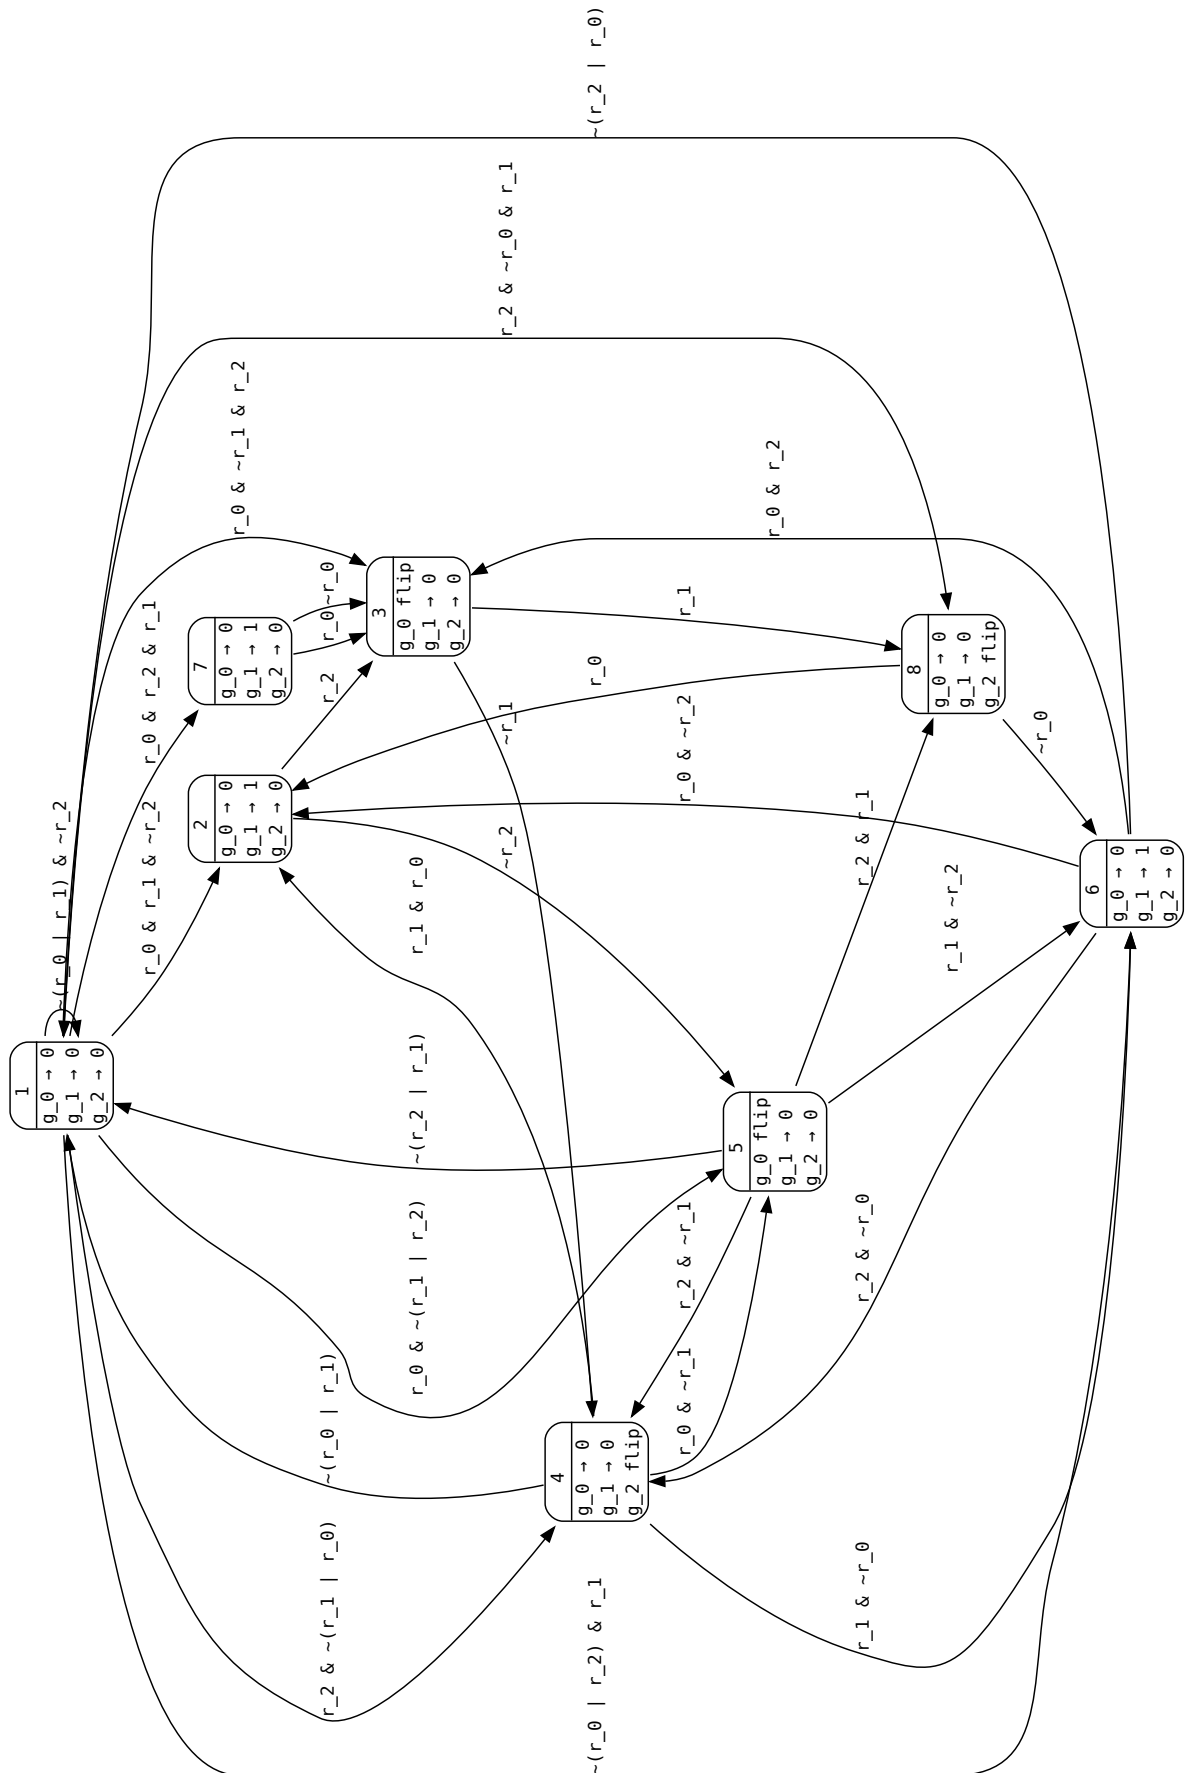 ~(r_2 | r_0)
r_2 & ~r_0 & r_1
r_0 & ~r_1 & r_2
r_0 & r_2
r_0 & r_2 & r_1
r_0
~r_0
r_1
r_0
r_2
~r_1
r_0 & ~r_2
~r_0
~(r_0 | r_1) & ~r_2
r_0 & r_1 & ~r_2
r_1 & r_0
~r_2
r_2 & r_1
r_1 & ~r_2
~(r_2 | r_1)
r_0 & ~(r_1 | r_2)
r_2 & ~r_1
r_0 & ~r_1
r_2 & ~r_0
~(r_0 | r_1)
r_2 & ~(r_1 | r_0)
~(r_0 | r_2) & r_1
r_1 & ~r_0
1
g_0 → 0
g_1 → 0
g_2 → 0
2
g_0 → 0
g_1 → 1
g_2 → 0
7
g_0 → 0
g_1 → 1
g_2 → 0
3
g_0 flip
g_1 → 0
g_2 → 0
4
g_0 → 0
g_1 → 0
g_2 flip
5
g_0 flip
g_1 → 0
g_2 → 0
8
g_0 → 0
g_1 → 0
g_2 flip
6
g_0 → 0
g_1 → 1
g_2 → 0